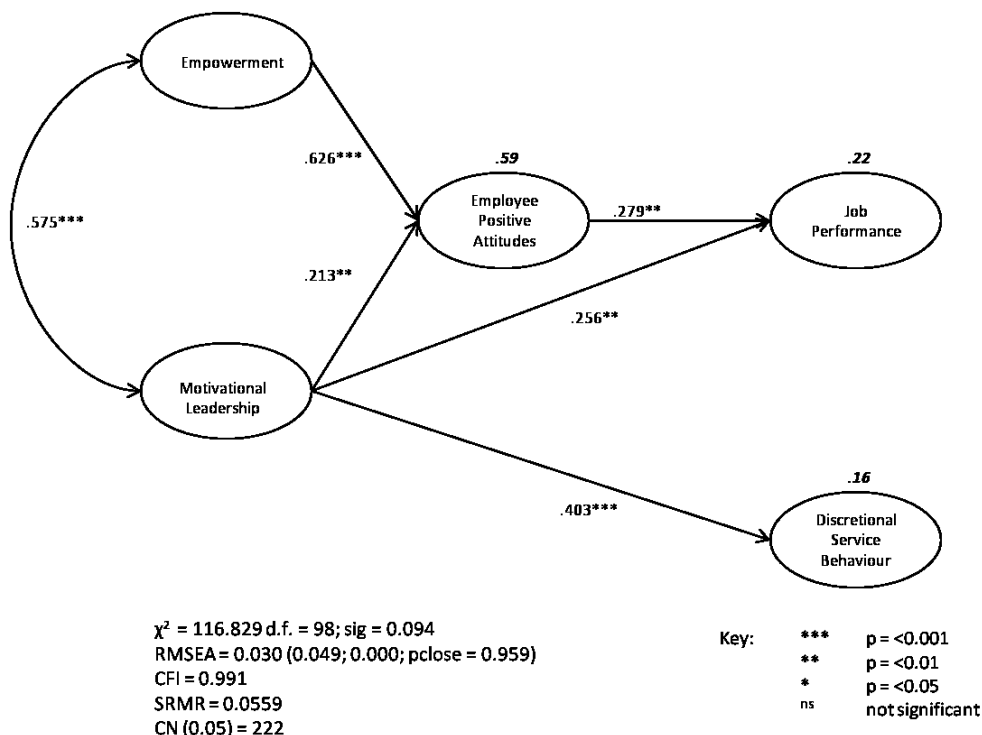 Empowerment
.626***
.59
.22
.575***
Employee
Positive
Attitudes
.279**
Job
Performance
.213**
.256**
Motivational
Leadership
.16
.403***
Discretional
Service
Behaviour
χ² = 116.829 d.f. = 98; sig = 0.094
RMSEA = 0.030 (0.049; 0.000; pclose = 0.959)
CFI = 0.991
SRMR = 0.0559
CN (0.05) = 222
Key: *** p = <0.001
** p = <0.01
* p = <0.05
ns not significant